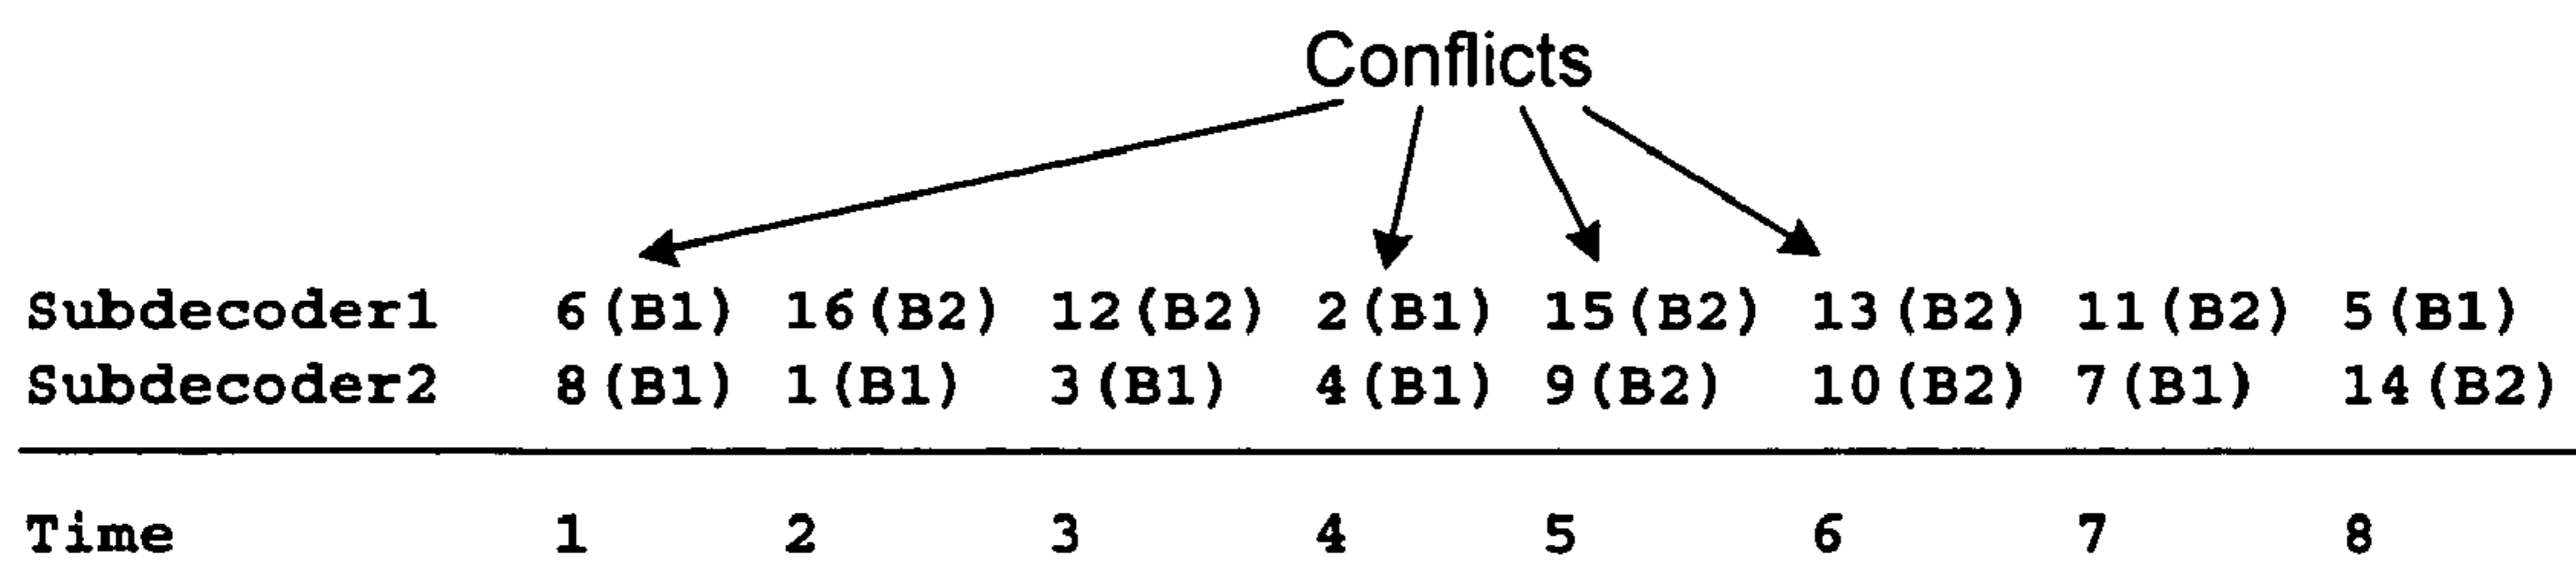 Conflicts
Subdecoder1 6(B1) 16(B2) 12(B2) 2(B1) 15(B2) 13(B2) 11(B2) 5(B1)
Subdecoder2 8(B1) 1(B1) 3(B1) 4(B1) 9(B2) 10(B2) 7(B1) 14(B2)
Time 1 2 3 4 5 6 7 8